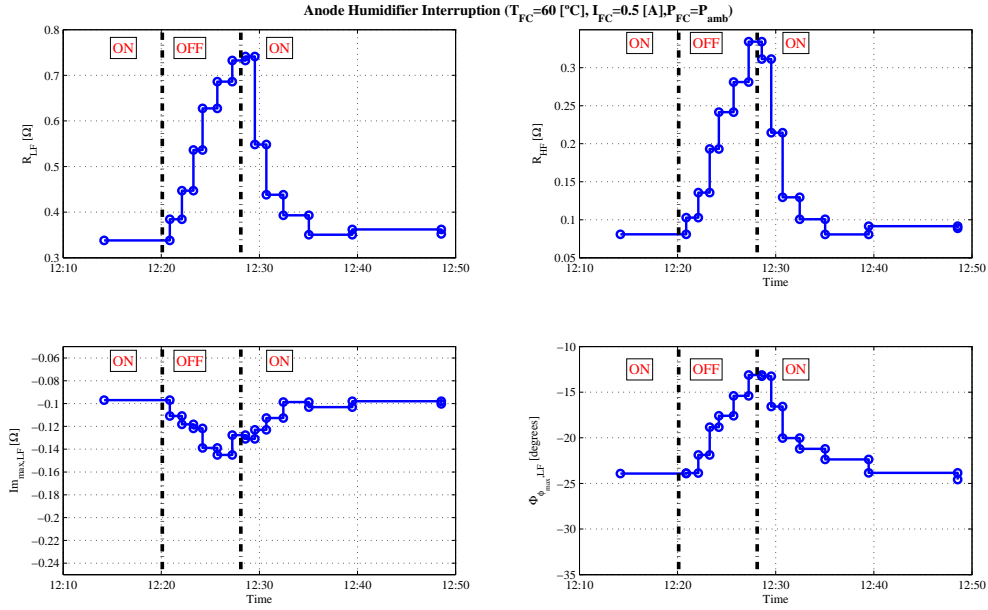 Anode Humidifier Interruption (T_FC=60 [°C], I_FC=0.5 [A],P_FC=P_amb)
ON OFF ON
R_LF [Ω]
0.8
0.7
0.6
0.5
0.4
0.3
12:10 12:20 12:30 12:40 12:50
ON OFF ON
R_HF [Ω]
0.35
0.25
0.15
0.1
0.05
12:10 12:20 12:30 12:40 12:50
Time
ON OFF ON
Im_max,LF [Ω]
−0.06
−0.08
−0.1
−0.12
−0.14
−0.16
−0.18
−0.2
−0.22
−0.24
12:10 12:20 12:30 12:40 12:50
Time
ON OFF ON
Φ_ϕ_max,LF [degrees]
−10
−15
−20
−25
−30
−35
12:10 12:20 12:30 12:40 12:50
Time